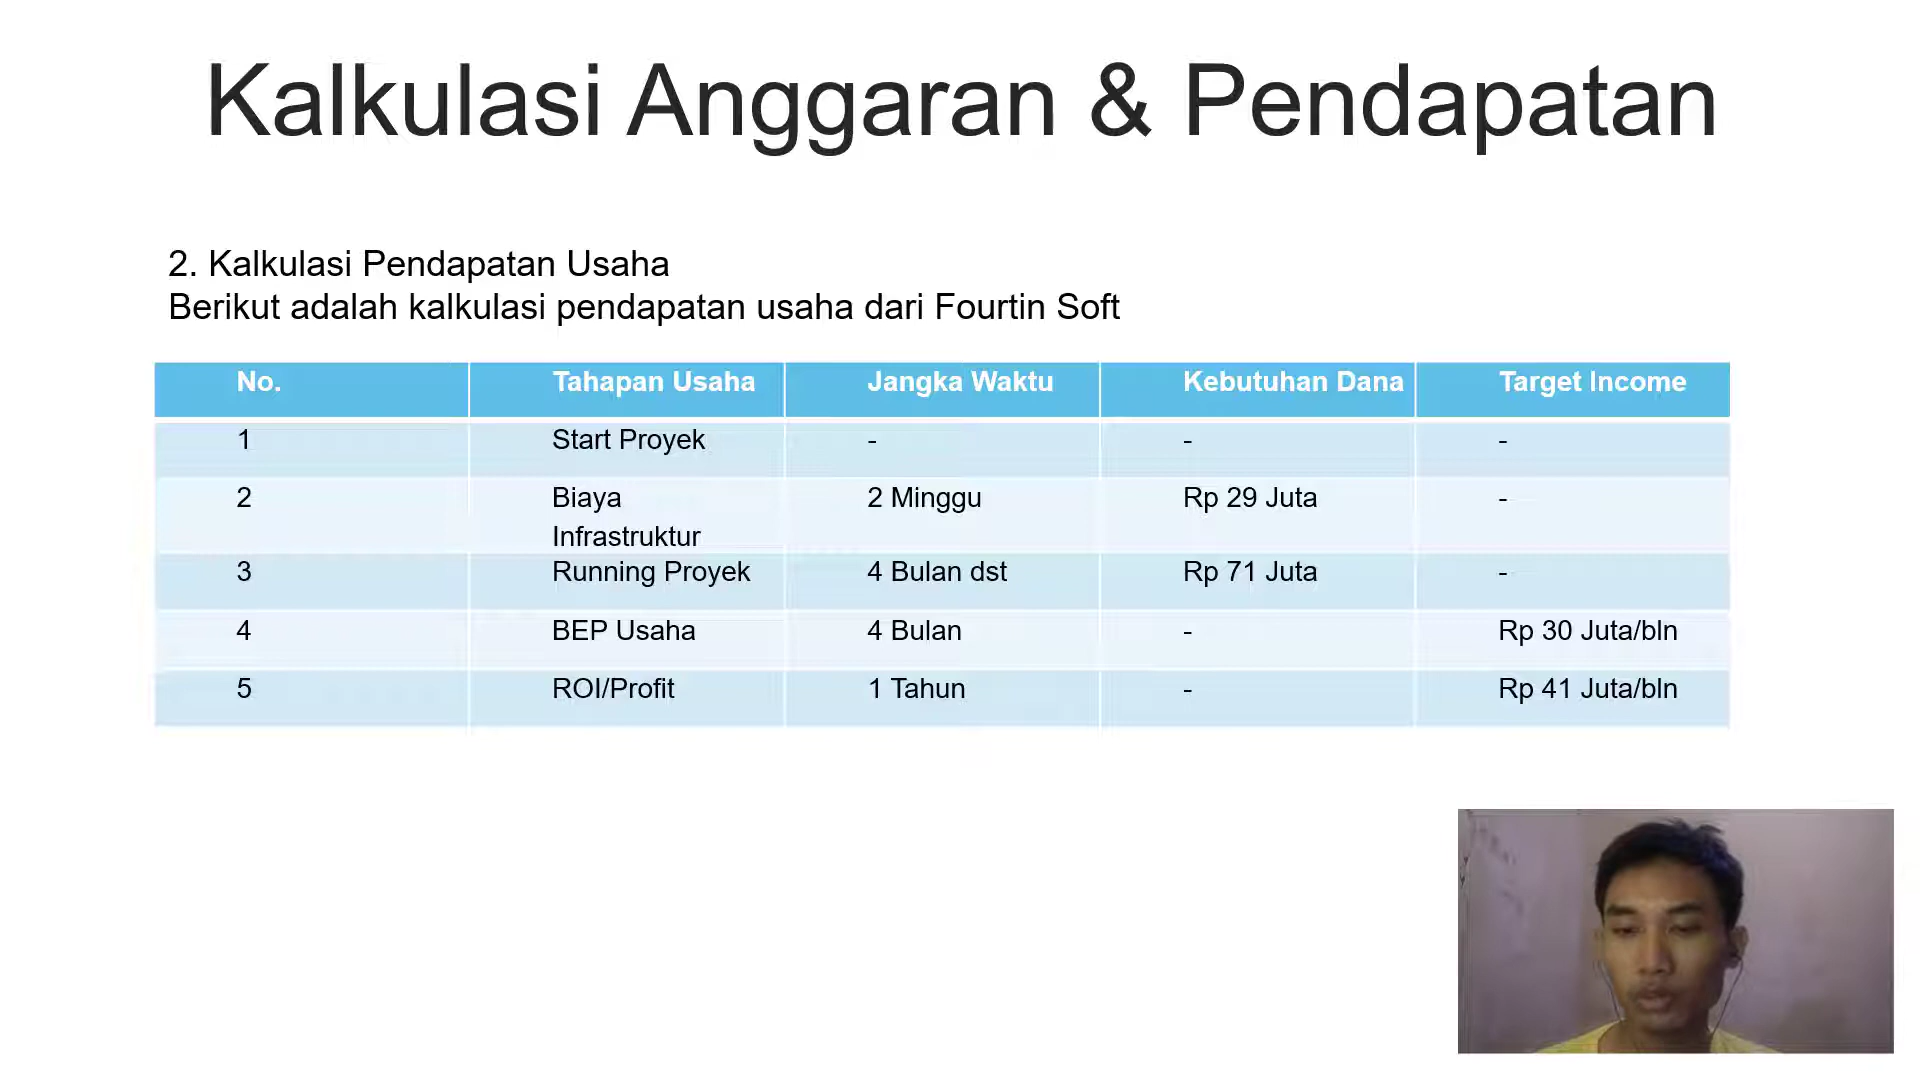 Kalkulasi Anggaran & Pendapatan
2. Kalkulasi Pendapatan Usaha
Berikut adalah kalkulasi pendapatan usaha dari Fourtin Soft
No. Tahapan Usaha Jangka Waktu Kebutuhan Dana Target Income
1 Start Proyek - - -
2 Biaya 2 Minggu Rp 29 Juta -
Infrastruktur
3 Running Proyek 4 Bulan dst Rp 71 Juta -
4 BEP Usaha 4 Bulan - Rp 30 Juta/bln
5 ROI/Profit 1 Tahun - Rp 41 Juta/bln